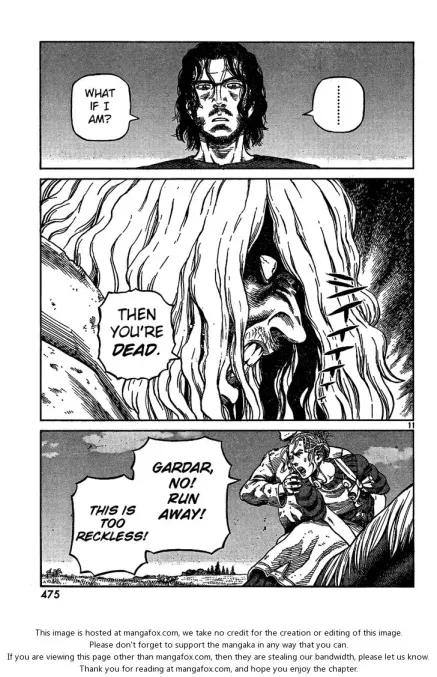 WHAT
IF I
AM?
..........
THEN
YOU'RE
DEAD.
11
GARDAR,
NO!
RUN
AWAY!
THIS IS
TOO
RECKLESS!
475
This image is hosted at mangafox.com, we take no credit for the creation or editing of this image.
Please don't forget to support the mangaka in any way that you can.
If you are viewing this page other than mangafox.com, then they are stealing our bandwidth, please let us know.
Thank you for reading at mangafox.com, and hope you enjoy the chapter.